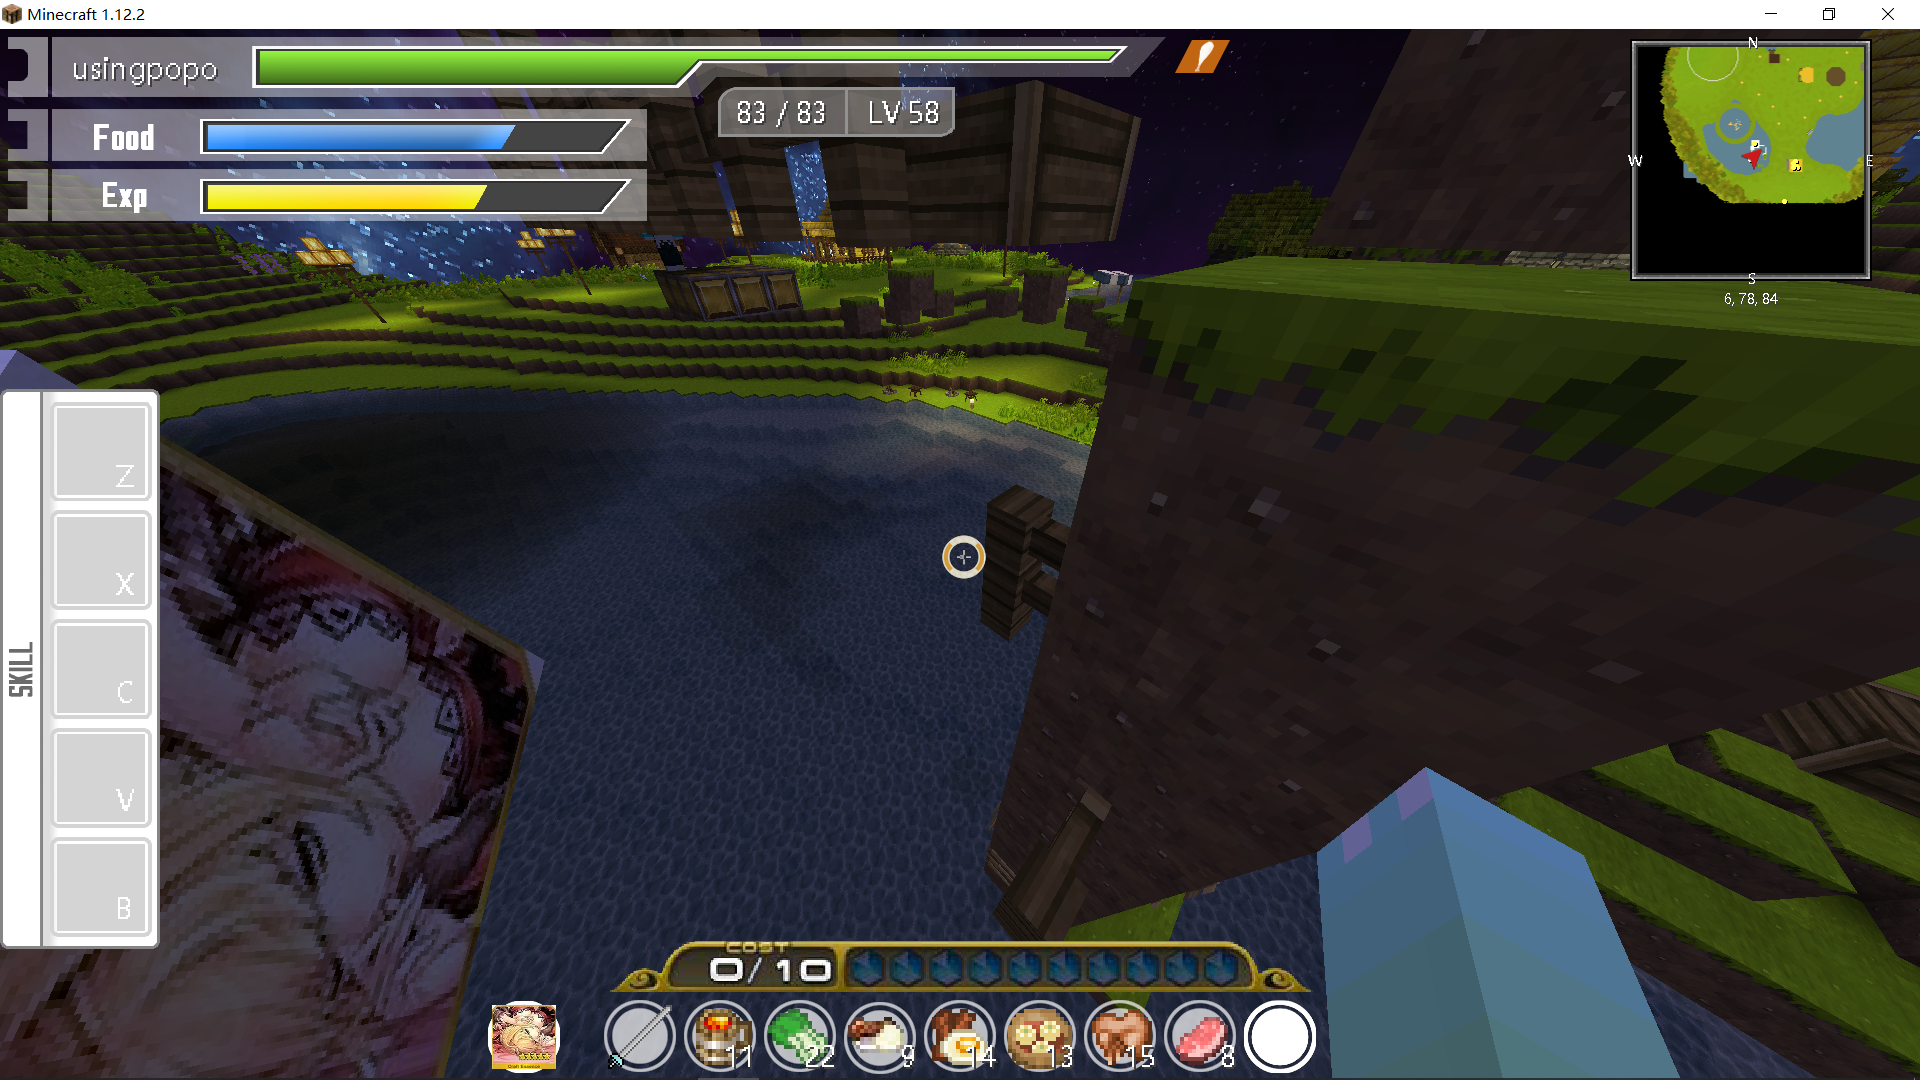 Minecraft 1.12.2
usingpopo
83 / 83
LV 58
Food
Exp
N
W
E
S
6, 78, 84
SKILL
Z
X
C
V
B
COST
0/10
11
22
9
14
13
15
8